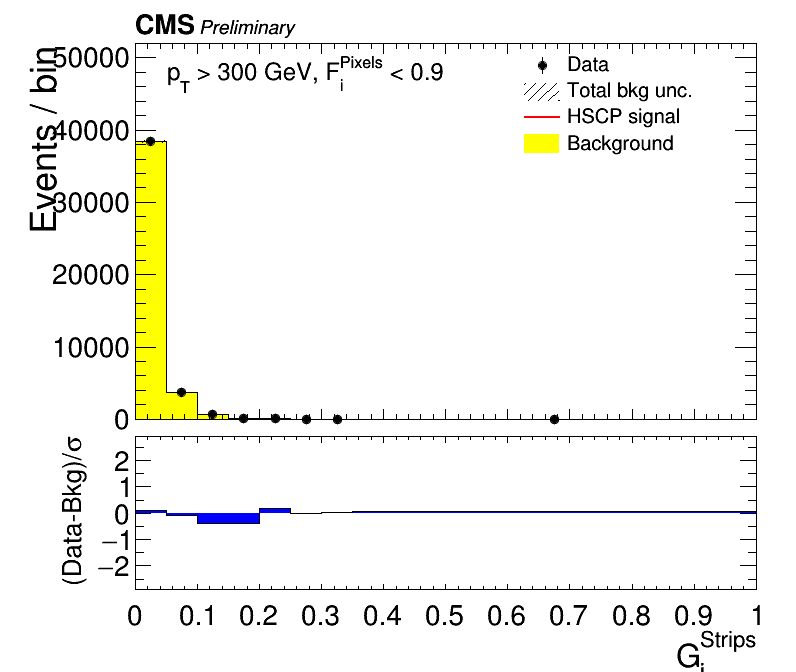 CMS Preliminary
Events / bin
50000
40000
30000
20000
10000
0
p_T > 300 GeV, F_i^Pixels < 0.9
Data
Total bkg unc.
HSCP signal
Background
(Data-Bkg)/σ
2
1
0
−1
−2
0 0.1 0.2 0.3 0.4 0.5 0.6 0.7 0.8 0.9 1
G_i^Strips